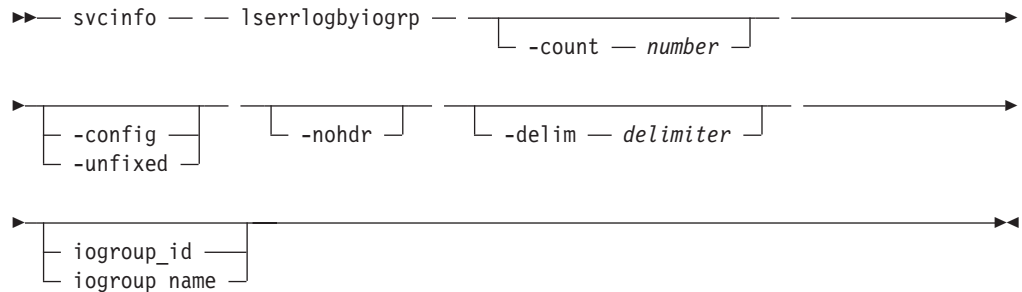 svcinfo lserrlogbyiogrp
-count number
-config -nohdr -delim delimiter
-unfixed
iogroup_id
iogroup name